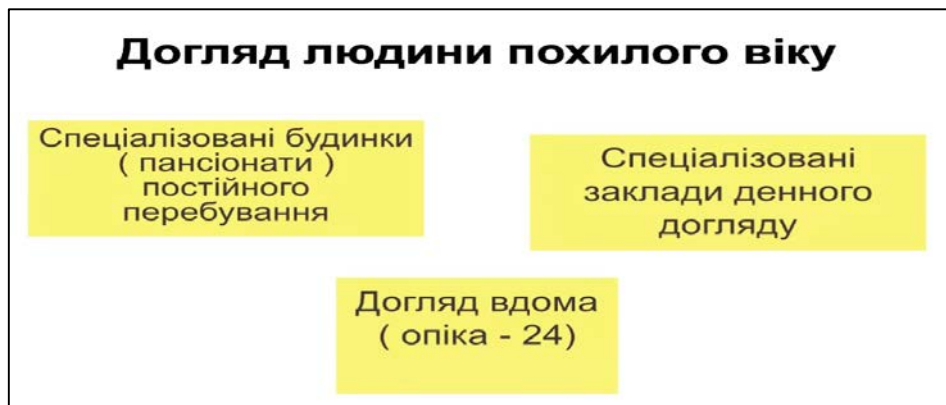 Догляд людини похилого віку
Спеціалізовані будинки
( пансіонати )
постійного
перебування
Спеціалізовані
заклади денного
догляду
Догляд вдома
( опіка - 24)